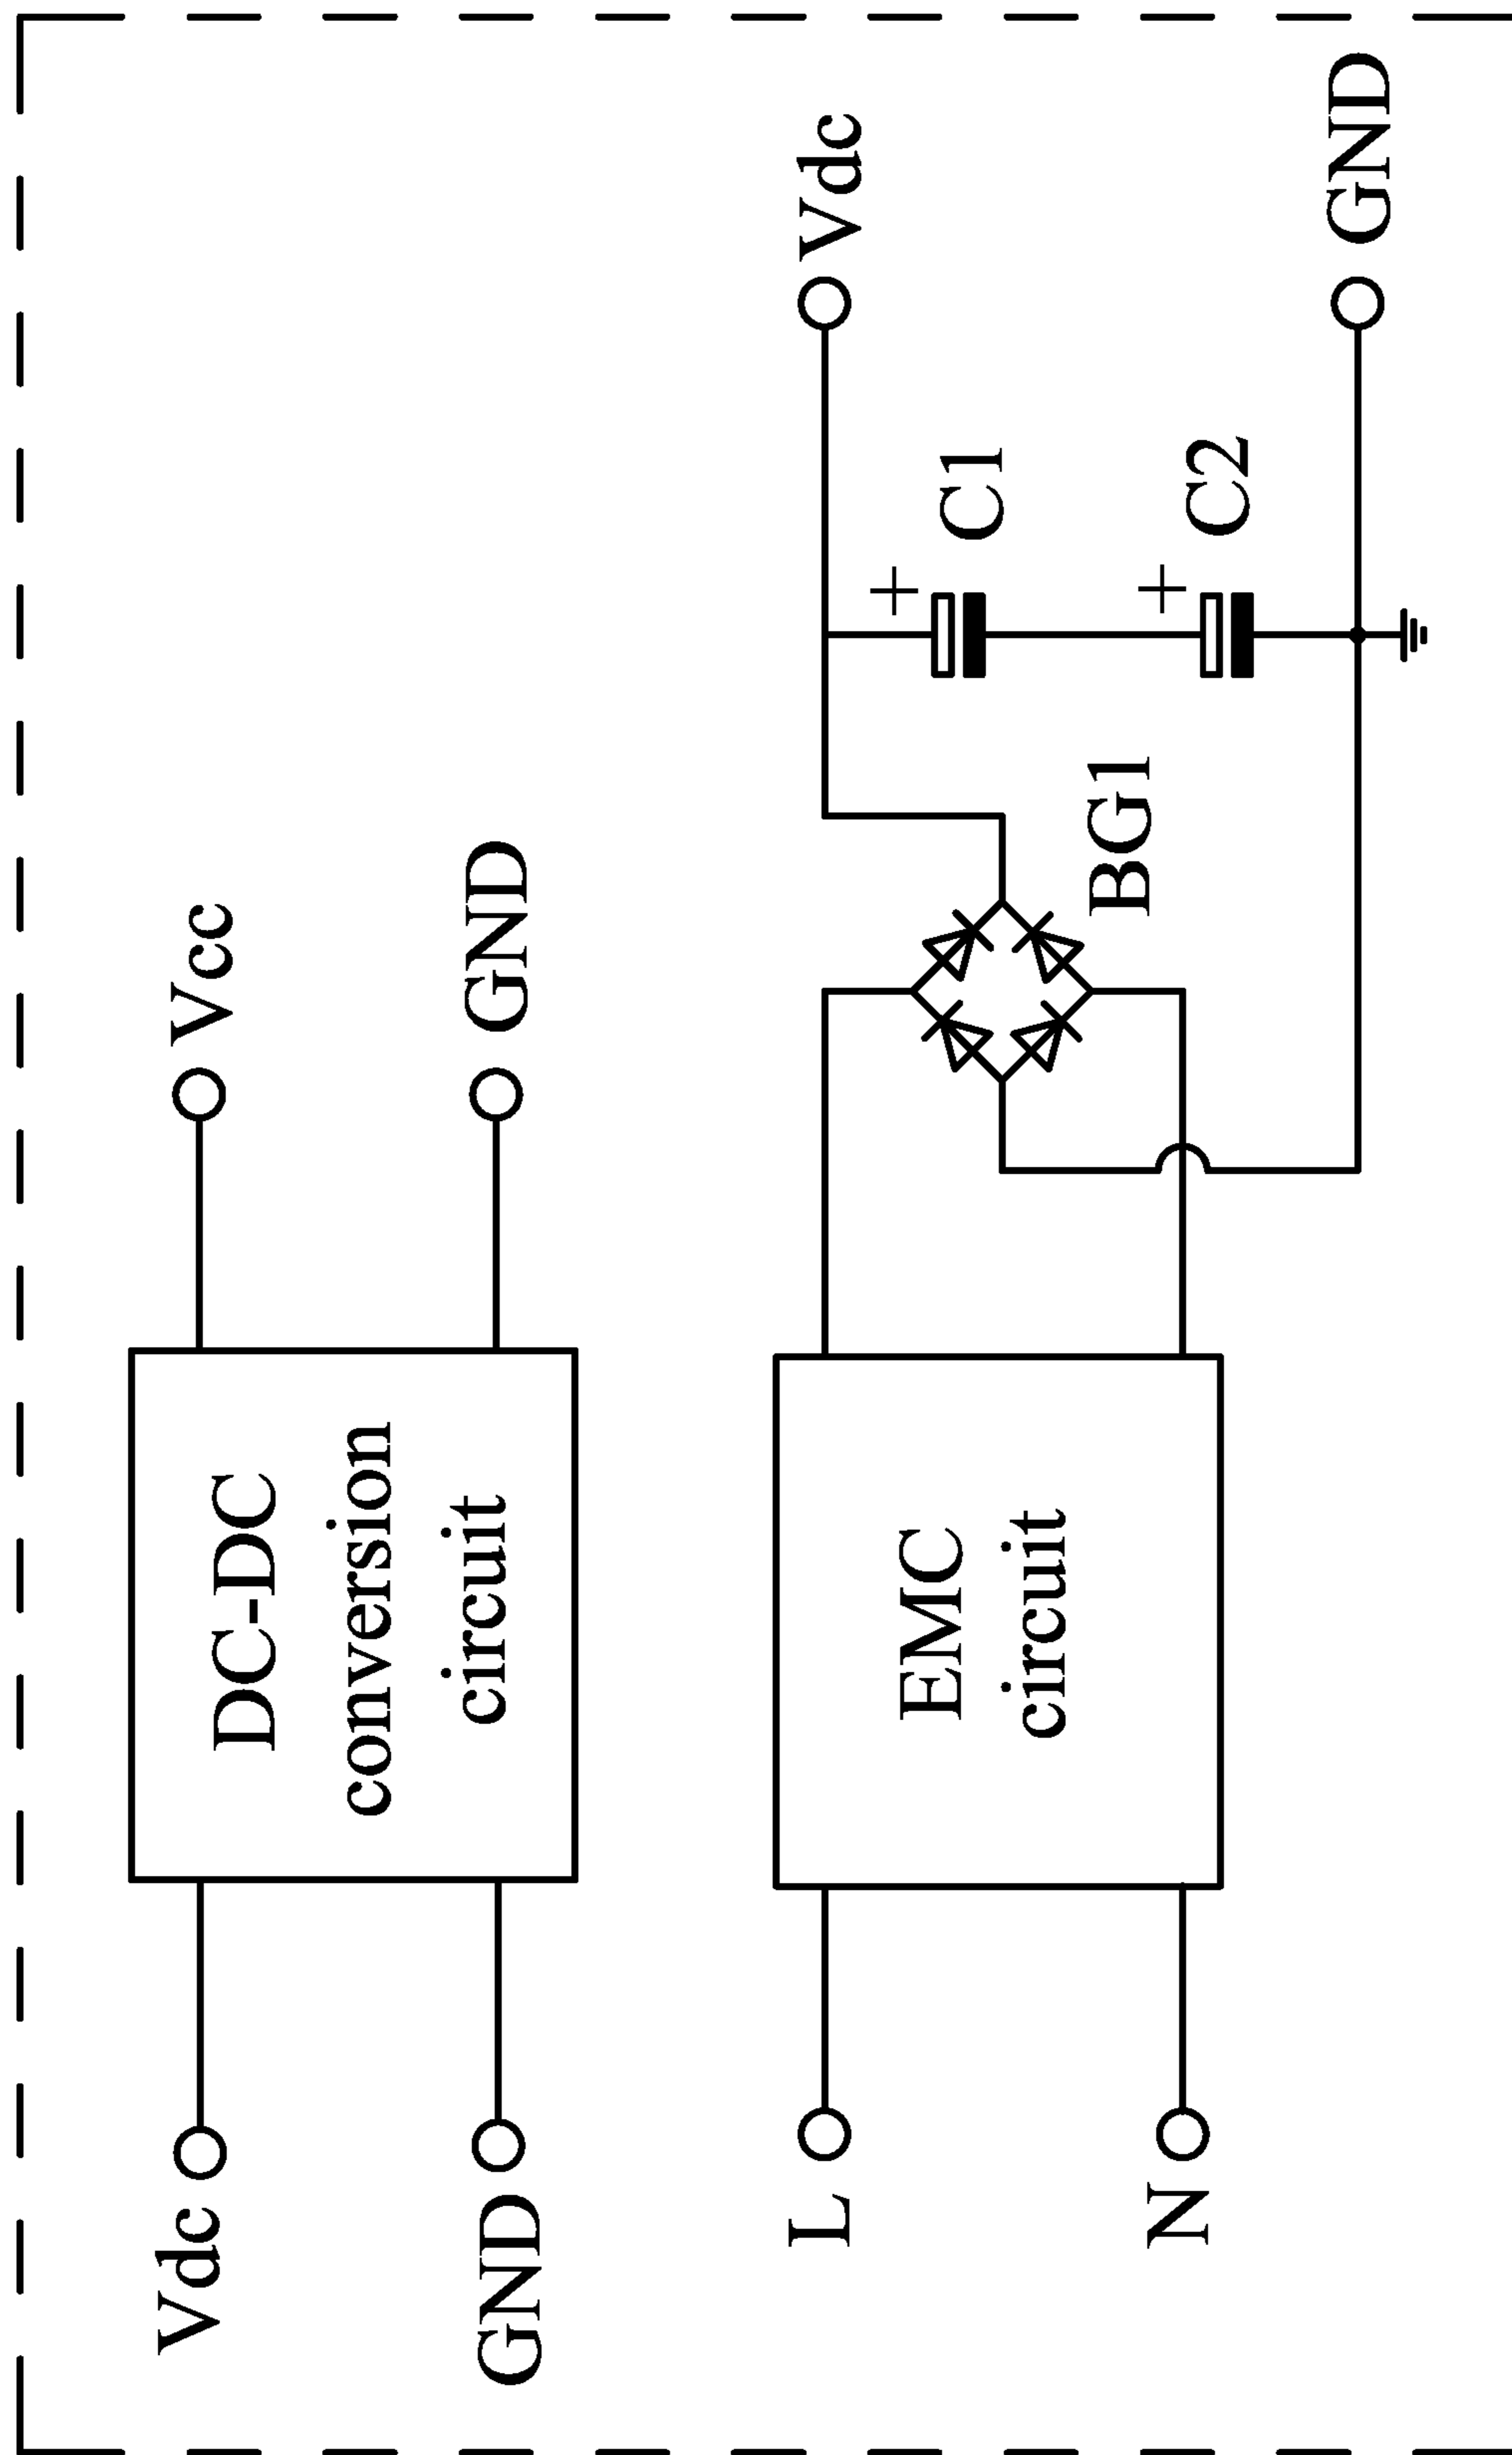 Vdc
DC-DC
conversion
circuit
Vcc
GND
GND
L
EMC
circuit
Vdc
N
BG1
+
C1
+
C2
GND